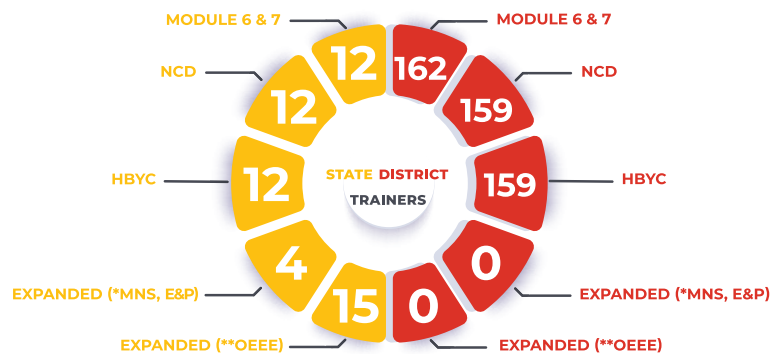 MODULE 6 & 7
MODULE 6 & 7
12
162
NCD
NCD
12
159
HBYC
HBYC
12
159
STATE DISTRICT
TRAINERS
4
0
EXPANDED (*MNS, E&P)
EXPANDED (*MNS, E&P)
15
0
EXPANDED (**OEEE)
EXPANDED (**OEEE)